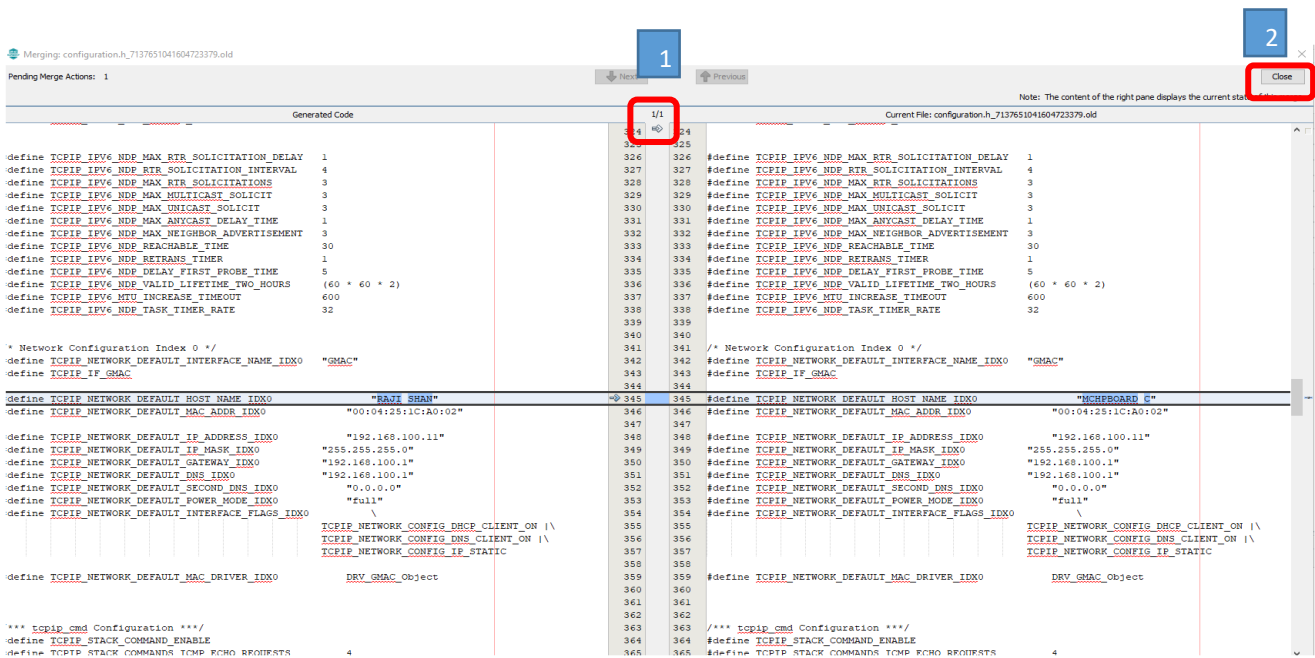 Merging: configuration.h_7137651041604723379.old
1
2
Pending Merge Actions: 1
Next
Previous
Close
Note: The content of the right pane displays the current stat
Generated Code 1/1 Current File: configuration.h_7137651041604723379.old
324 324
325 325
define TCPIP_IPV6_NDP_MAX_RTR_SOLICITATION_DELAY 1 326 326 #define TCPIP_IPV6_NDP_MAX_RTR_SOLICITATION_DELAY 1
define TCPIP_IPV6_NDP_RTR_SOLICITATION_INTERVAL 4 327 327 #define TCPIP_IPV6_NDP_RTR_SOLICITATION_INTERVAL 4
define TCPIP_IPV6_NDP_MAX_RTR_SOLICITATIONS 3 328 328 #define TCPIP_IPV6_NDP_MAX_RTR_SOLICITATIONS 3
define TCPIP_IPV6_NDP_MAX_MULTICAST_SOLICIT 3 329 329 #define TCPIP_IPV6_NDP_MAX_MULTICAST_SOLICIT 3
define TCPIP_IPV6_NDP_MAX_UNICAST_SOLICIT 3 330 330 #define TCPIP_IPV6_NDP_MAX_UNICAST_SOLICIT 3
define TCPIP_IPV6_NDP_MAX_ANYCAST_DELAY_TIME 1 331 331 #define TCPIP_IPV6_NDP_MAX_ANYCAST_DELAY_TIME 1
define TCPIP_IPV6_NDP_MAX_NEIGHBOR_ADVERTISEMENT 3 332 332 #define TCPIP_IPV6_NDP_MAX_NEIGHBOR_ADVERTISEMENT 3
define TCPIP_IPV6_NDP_REACHABLE_TIME 30 333 333 #define TCPIP_IPV6_NDP_REACHABLE_TIME 30
define TCPIP_IPV6_NDP_RETRANS_TIMER 1 334 334 #define TCPIP_IPV6_NDP_RETRANS_TIMER 1
define TCPIP_IPV6_NDP_DELAY_FIRST_PROBE_TIME 5 335 335 #define TCPIP_IPV6_NDP_DELAY_FIRST_PROBE_TIME 5
define TCPIP_IPV6_NDP_VALID_LIFETIME_TWO_HOURS (60 * 60 * 2) 336 336 #define TCPIP_IPV6_NDP_VALID_LIFETIME_TWO_HOURS (60 * 60 * 2)
define TCPIP_IPV6_MTU_INCREASE_TIMEOUT 600 337 337 #define TCPIP_IPV6_MTU_INCREASE_TIMEOUT 600
define TCPIP_IPV6_NDP_TASK_TIMER_RATE 32 338 338 #define TCPIP_IPV6_NDP_TASK_TIMER_RATE 32
339 339
340 340
* Network Configuration Index 0 */ 341 341 /* Network Configuration Index 0 */
define TCPIP_NETWORK_DEFAULT_INTERFACE_NAME_IDX0 "GMAC" 342 342 #define TCPIP_NETWORK_DEFAULT_INTERFACE_NAME_IDX0 "GMAC"
define TCPIP_IF_GMAC 343 343 #define TCPIP_IF_GMAC
344 344
define TCPIP_NETWORK_DEFAULT_HOST_NAME_IDX0 "RAJI_SHAN" 345 345 #define TCPIP_NETWORK_DEFAULT_HOST_NAME_IDX0 "MCHPBOARD_C"
define TCPIP_NETWORK_DEFAULT_MAC_ADDR_IDX0 "00:04:25:1C:A0:02" 346 346 #define TCPIP_NETWORK_DEFAULT_MAC_ADDR_IDX0 "00:04:25:1C:A0:02"
347 347
define TCPIP_NETWORK_DEFAULT_IP_ADDRESS_IDX0 "192.168.100.11" 348 348 #define TCPIP_NETWORK_DEFAULT_IP_ADDRESS_IDX0 "192.168.100.11"
define TCPIP_NETWORK_DEFAULT_IP_MASK_IDX0 "255.255.255.0" 349 349 #define TCPIP_NETWORK_DEFAULT_IP_MASK_IDX0 "255.255.255.0"
define TCPIP_NETWORK_DEFAULT_GATEWAY_IDX0 "192.168.100.1" 350 350 #define TCPIP_NETWORK_DEFAULT_GATEWAY_IDX0 "192.168.100.1"
define TCPIP_NETWORK_DEFAULT_DNS_IDX0 "192.168.100.1" 351 351 #define TCPIP_NETWORK_DEFAULT_DNS_IDX0 "192.168.100.1"
define TCPIP_NETWORK_DEFAULT_SECOND_DNS_IDX0 "0.0.0.0" 352 352 #define TCPIP_NETWORK_DEFAULT_SECOND_DNS_IDX0 "0.0.0.0"
define TCPIP_NETWORK_DEFAULT_POWER_MODE_IDX0 "full" 353 353 #define TCPIP_NETWORK_DEFAULT_POWER_MODE_IDX0 "full"
define TCPIP_NETWORK_DEFAULT_INTERFACE_FLAGS_IDX0 \ 354 354 #define TCPIP_NETWORK_DEFAULT_INTERFACE_FLAGS_IDX0 \
TCPIP_NETWORK_CONFIG_DHCP_CLIENT_ON |\ 355 355 TCPIP_NETWORK_CONFIG_DHCP_CLIENT_ON |\
TCPIP_NETWORK_CONFIG_DNS_CLIENT_ON |\ 356 356 TCPIP_NETWORK_CONFIG_DNS_CLIENT_ON |\
TCPIP_NETWORK_CONFIG_IP_STATIC 357 357 TCPIP_NETWORK_CONFIG_IP_STATIC
358 358
define TCPIP_NETWORK_DEFAULT_MAC_DRIVER_IDX0 DRV_GMAC_Object 359 359 #define TCPIP_NETWORK_DEFAULT_MAC_DRIVER_IDX0 DRV_GMAC_Object
360 360
361 361
362 362
*** tcpip_cmd Configuration ***/ 363 363 /*** tcpip_cmd Configuration ***/
define TCPIP_STACK_COMMAND_ENABLE 364 364 #define TCPIP_STACK_COMMAND_ENABLE
define TCPIP_STACK_COMMANDS_ICMP_ECHO_REQUESTS 4 365 365 #define TCPIP_STACK_COMMANDS_ICMP_ECHO_REQUESTS 4